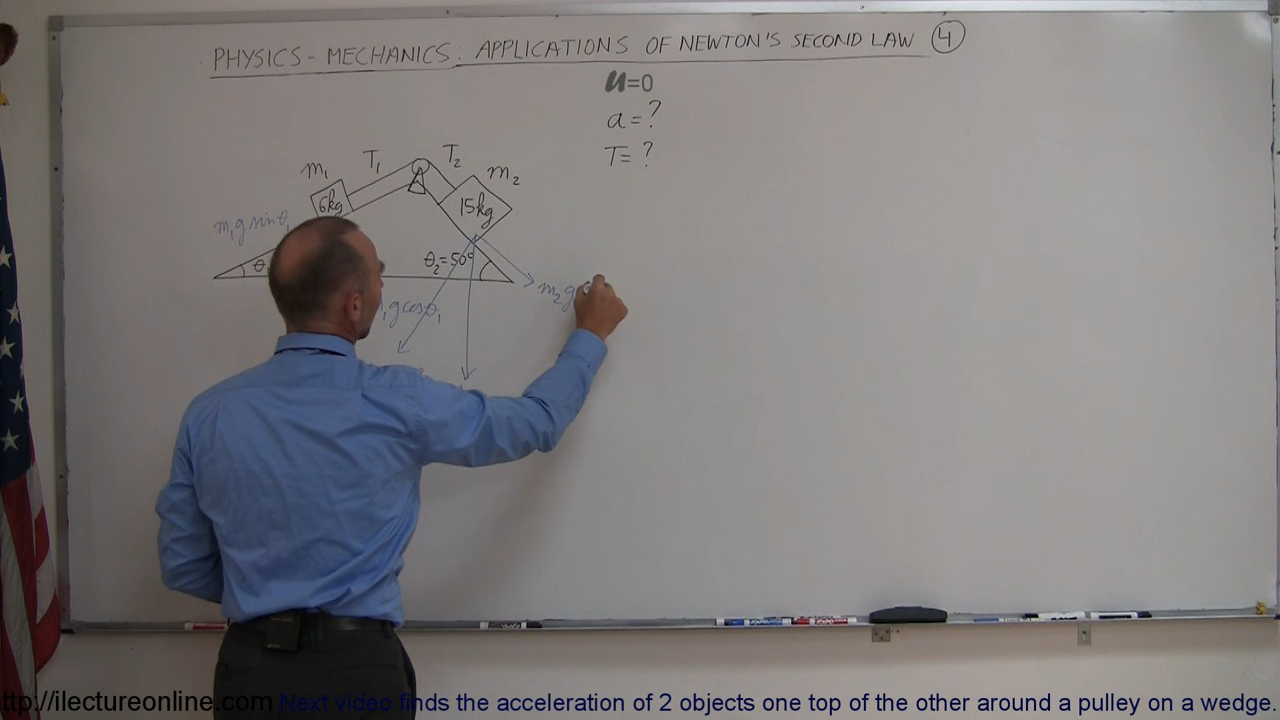 PHYSICS - MECHANICS: APPLICATIONS OF NEWTON'S SECOND LAW 4
u=0
a = ?
T = ?
m₁ T₁ T₂ m₂
6kg 15kg
m₁g sinθ₁
θ θ₂=50°
m₂g
g cosθ₁
http://ilectureonline.com Next video finds the acceleration of 2 objects one top of the other around a pulley on a wedge.